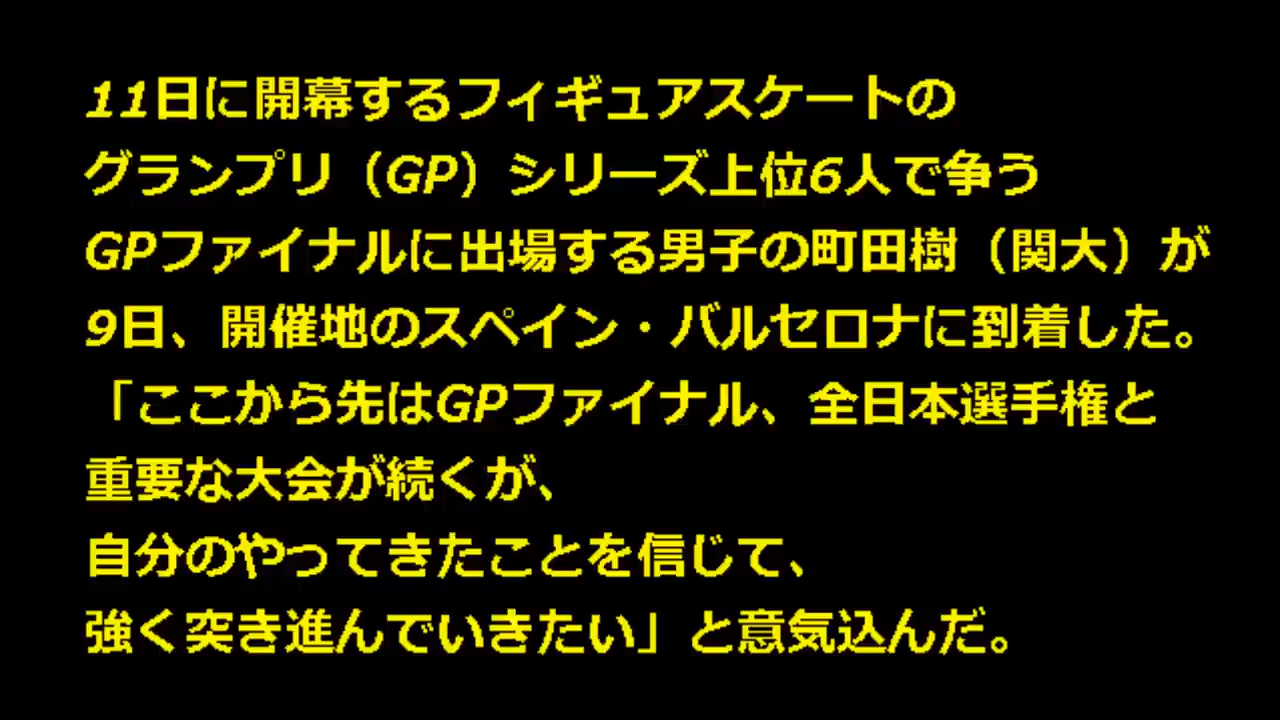 11日に開幕するフィギュアスケートの
グランプリ（GP）シリーズ上位6人で争う
GPファイナルに出場する男子の町田樹（関大）が
9日、開催地のスペイン・バルセロナに到着した。
「ここから先はGPファイナル、全日本選手権と
重要な大会が続くが、
自分のやってきたことを信じて、
強く突き進んでいきたい」と意気込んだ。